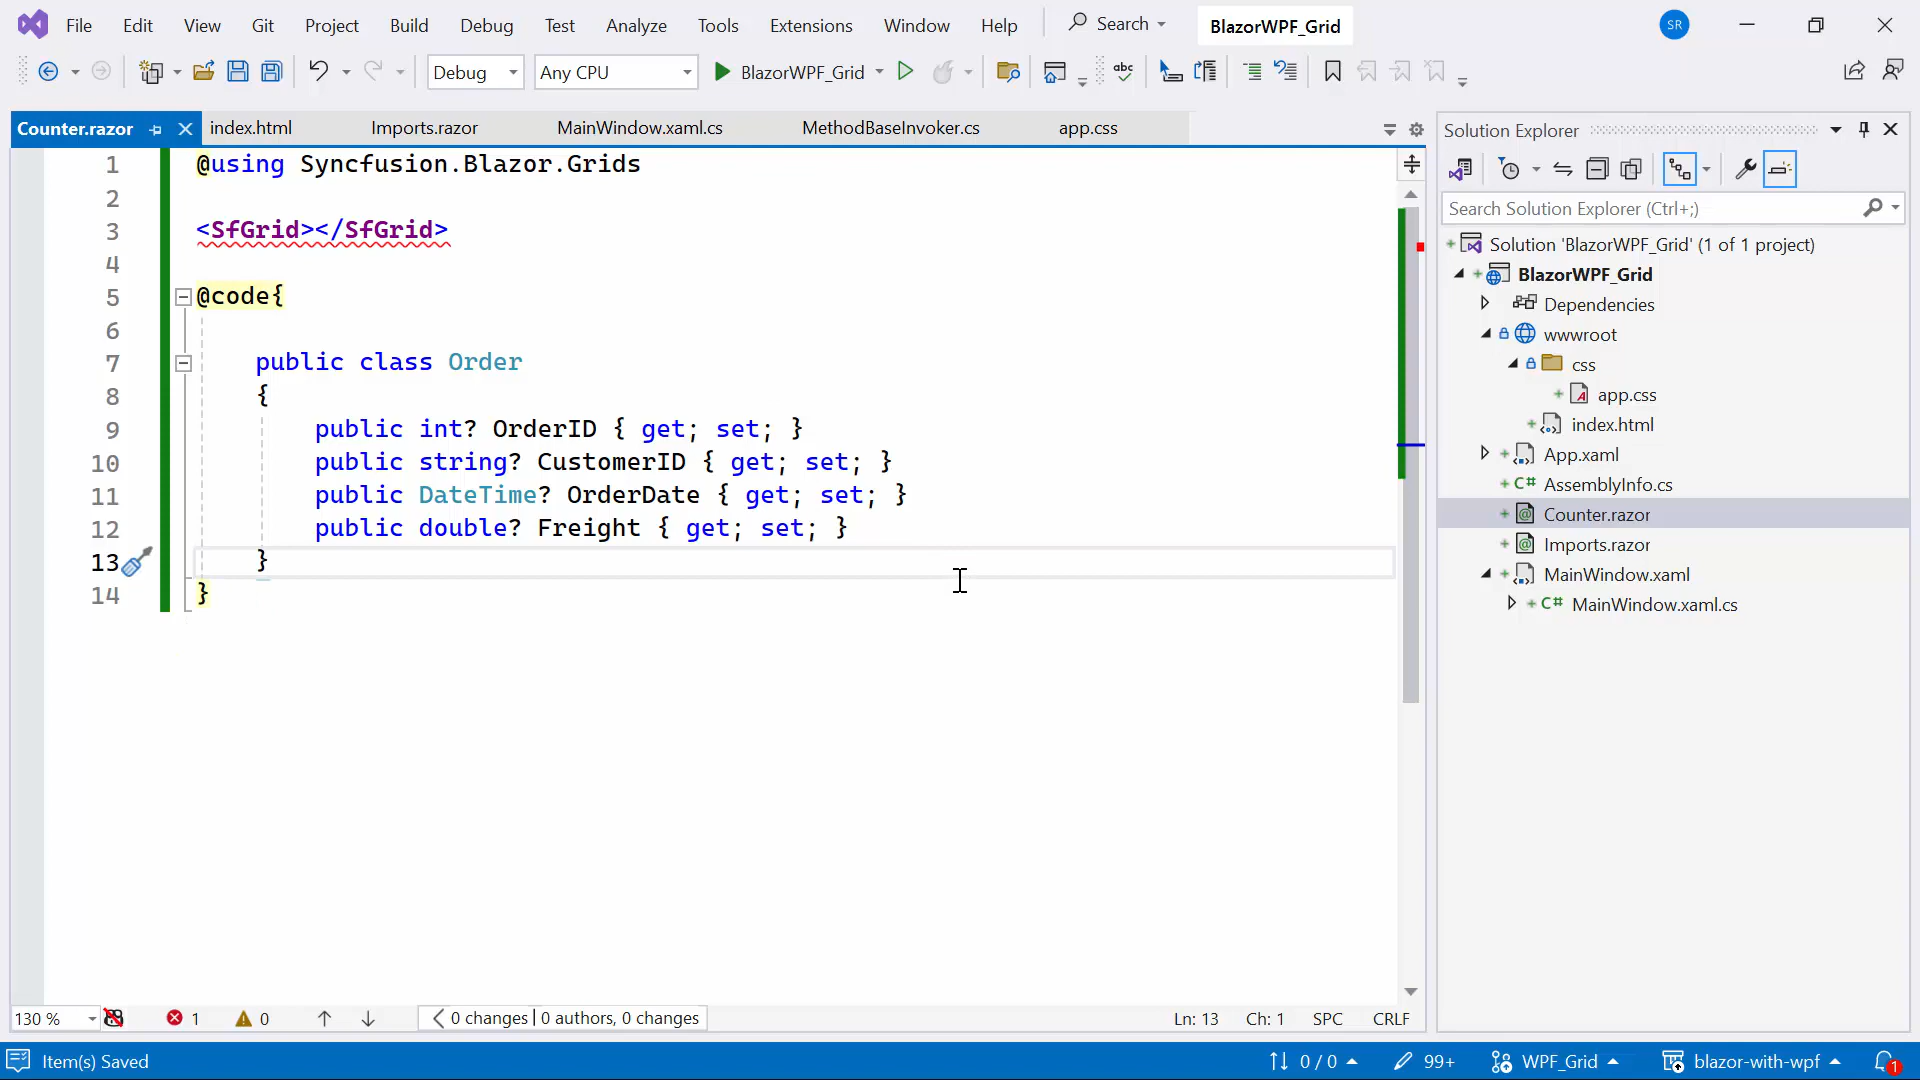 File Edit View Git Project Build Debug Test Analyze Tools Extensions Window Help Search BlazorWPF_Grid SR
Debug Any CPU BlazorWPF_Grid abc
Counter.razor index.html Imports.razor MainWindow.xaml.cs MethodBaseInvoker.cs app.css
1 @using Syncfusion.Blazor.Grids
2
3 <SfGrid></SfGrid>
4
5 @code{
6
7 public class Order
8 {
9 public int? OrderID { get; set; }
10 public string? CustomerID { get; set; }
11 public DateTime? OrderDate { get; set; }
12 public double? Freight { get; set; }
13 }
14 }
Solution Explorer
Search Solution Explorer (Ctrl+;)
Solution 'BlazorWPF_Grid' (1 of 1 project)
BlazorWPF_Grid
Dependencies
wwwroot
css
app.css
index.html
App.xaml
C# AssemblyInfo.cs
Counter.razor
Imports.razor
MainWindow.xaml
C# MainWindow.xaml.cs
130 % 1 0 0 changes | 0 authors, 0 changes Ln: 13 Ch: 1 SPC CRLF
Item(s) Saved 0 / 0 99+ WPF_Grid blazor-with-wpf 1